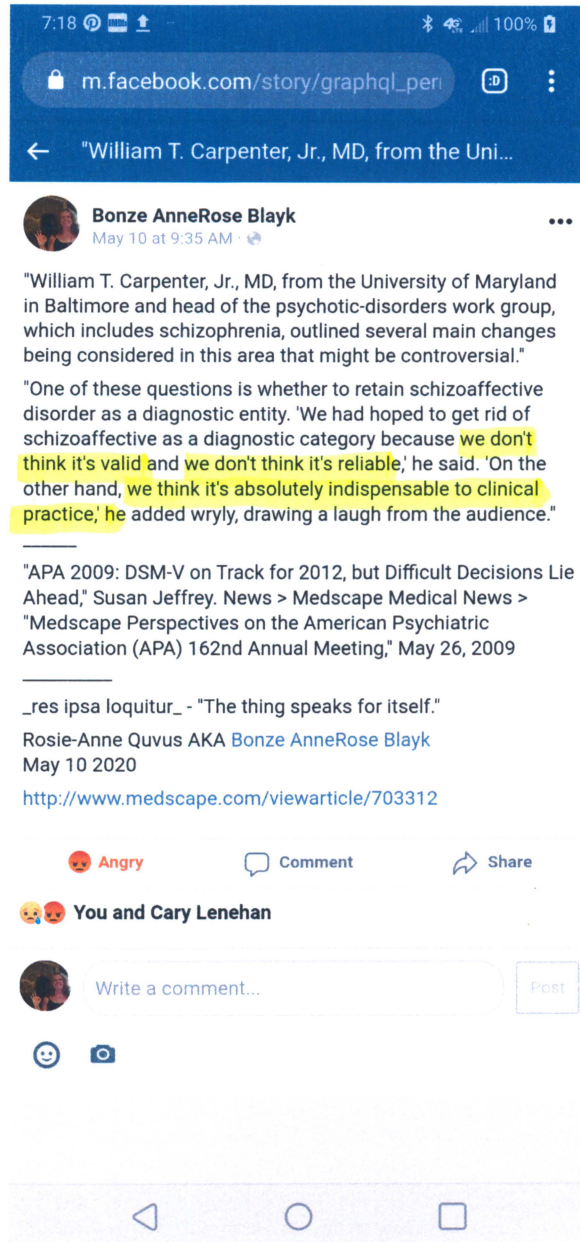 7:18
100%
m.facebook.com/story/graphql_peri
:D
"William T. Carpenter, Jr., MD, from the Uni...
Bonze AnneRose Blayk
May 10 at 9:35 AM ·
"William T. Carpenter, Jr., MD, from the University of Maryland
in Baltimore and head of the psychotic-disorders work group,
which includes schizophrenia, outlined several main changes
being considered in this area that might be controversial."
"One of these questions is whether to retain schizoaffective
disorder as a diagnostic entity. 'We had hoped to get rid of
schizoaffective as a diagnostic category because we don't
think it's valid and we don't think it's reliable,' he said. 'On the
other hand, we think it's absolutely indispensable to clinical
practice,' he added wryly, drawing a laugh from the audience."
______
"APA 2009: DSM-V on Track for 2012, but Difficult Decisions Lie
Ahead," Susan Jeffrey. News > Medscape Medical News >
"Medscape Perspectives on the American Psychiatric
Association (APA) 162nd Annual Meeting," May 26, 2009
__________
_res ipsa loquitur_ - "The thing speaks for itself."
Rosie-Anne Quvus AKA Bonze AnneRose Blayk
May 10 2020
http://www.medscape.com/viewarticle/703312
Angry Comment Share
You and Cary Lenehan
Write a comment... Post